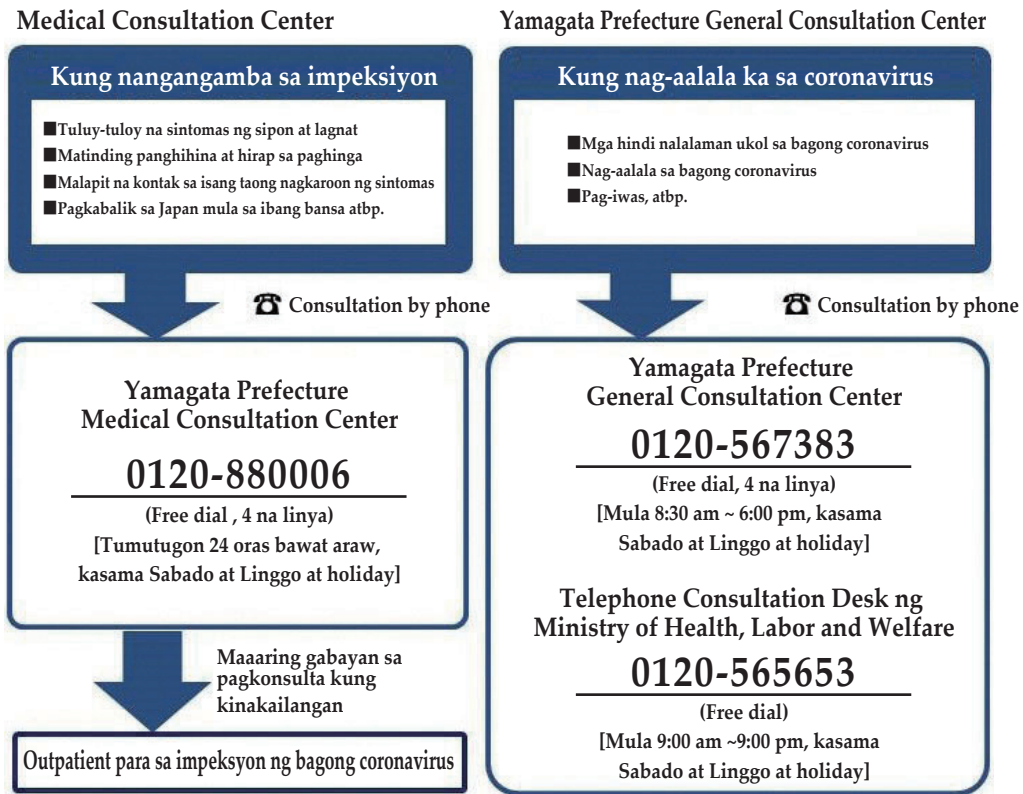 Medical Consultation Center
Kung nangangamba sa impeksiyon
■Tuluy-tuloy na sintomas ng sipon at lagnat
■Matinding panghihina at hirap sa paghinga
■Malapit na kontak sa isang taong nagkaroon ng sintomas
■Pagkabalik sa Japan mula sa ibang bansa atbp.
☎ Consultation by phone
Yamagata Prefecture
Medical Consultation Center
0120-880006
(Free dial , 4 na linya)
[Tumutugon 24 oras bawat araw,
kasama Sabado at Linggo at holiday]
Maaaring gabayan sa
pagkonsulta kung
kinakailangan
Outpatient para sa impeksyon ng bagong coronavirus
Yamagata Prefecture General Consultation Center
Kung nag-aalala ka sa coronavirus
■Mga hindi nalalaman ukol sa bagong coronavirus
■Nag-aalala sa bagong coronavirus
■Pag-iwas, atbp.
☎ Consultation by phone
Yamagata Prefecture
General Consultation Center
0120-567383
(Free dial, 4 na linya)
[Mula 8:30 am ~ 6:00 pm, kasama
Sabado at Linggo at holiday]
Telephone Consultation Desk ng
Ministry of Health, Labor and Welfare
0120-565653
(Free dial)
[Mula 9:00 am ~9:00 pm, kasama
Sabado at Linggo at holiday]